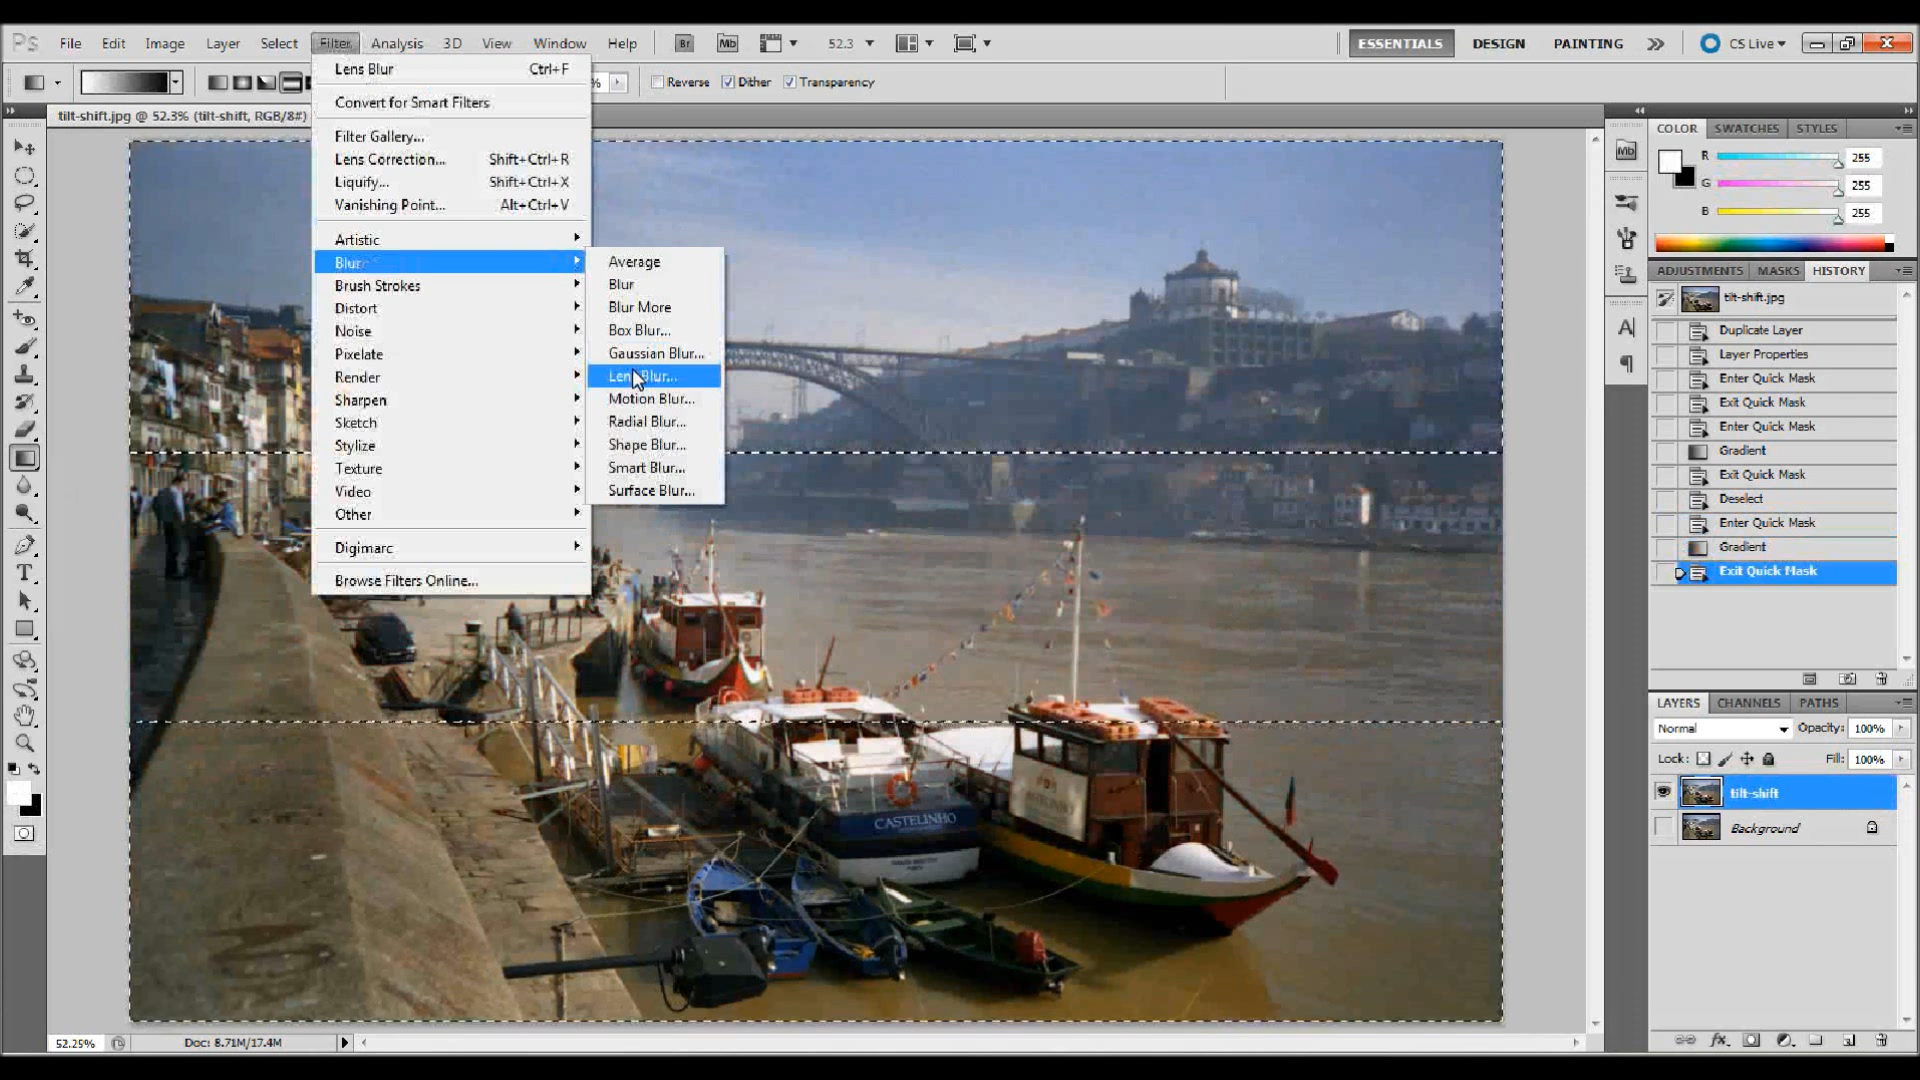 Ps File Edit Image Layer Select Filter Analysis 3D View Window Help Br Mb 52.3 ESSENTIALS DESIGN PAINTING CS Live
% Reverse Dither Transparency
tilt-shift.jpg @ 52.3% (tilt-shift, RGB/8#)
Lens Blur Ctrl+F
Convert for Smart Filters
Filter Gallery...
Lens Correction... Shift+Ctrl+R
Liquify... Shift+Ctrl+X
Vanishing Point... Alt+Ctrl+V
Artistic
Blur
Brush Strokes
Distort
Noise
Pixelate
Render
Sharpen
Sketch
Stylize
Texture
Video
Other
Digimarc
Browse Filters Online...
Average
Blur
Blur More
Box Blur...
Gaussian Blur...
Lens Blur...
Motion Blur...
Radial Blur...
Shape Blur...
Smart Blur...
Surface Blur...
CASTELINHO
Mb
A
T
COLOR SWATCHES STYLES
R 255
G 255
B 255
ADJUSTMENTS MASKS HISTORY
tilt-shift.jpg
Duplicate Layer
Layer Properties
Enter Quick Mask
Exit Quick Mask
Enter Quick Mask
Gradient
Exit Quick Mask
Deselect
Enter Quick Mask
Gradient
Exit Quick Mask
LAYERS CHANNELS PATHS
Normal Opacity: 100%
Lock: Fill: 100%
tilt-shift
Background
fx
52.25% Doc: 8.71M/17.4M